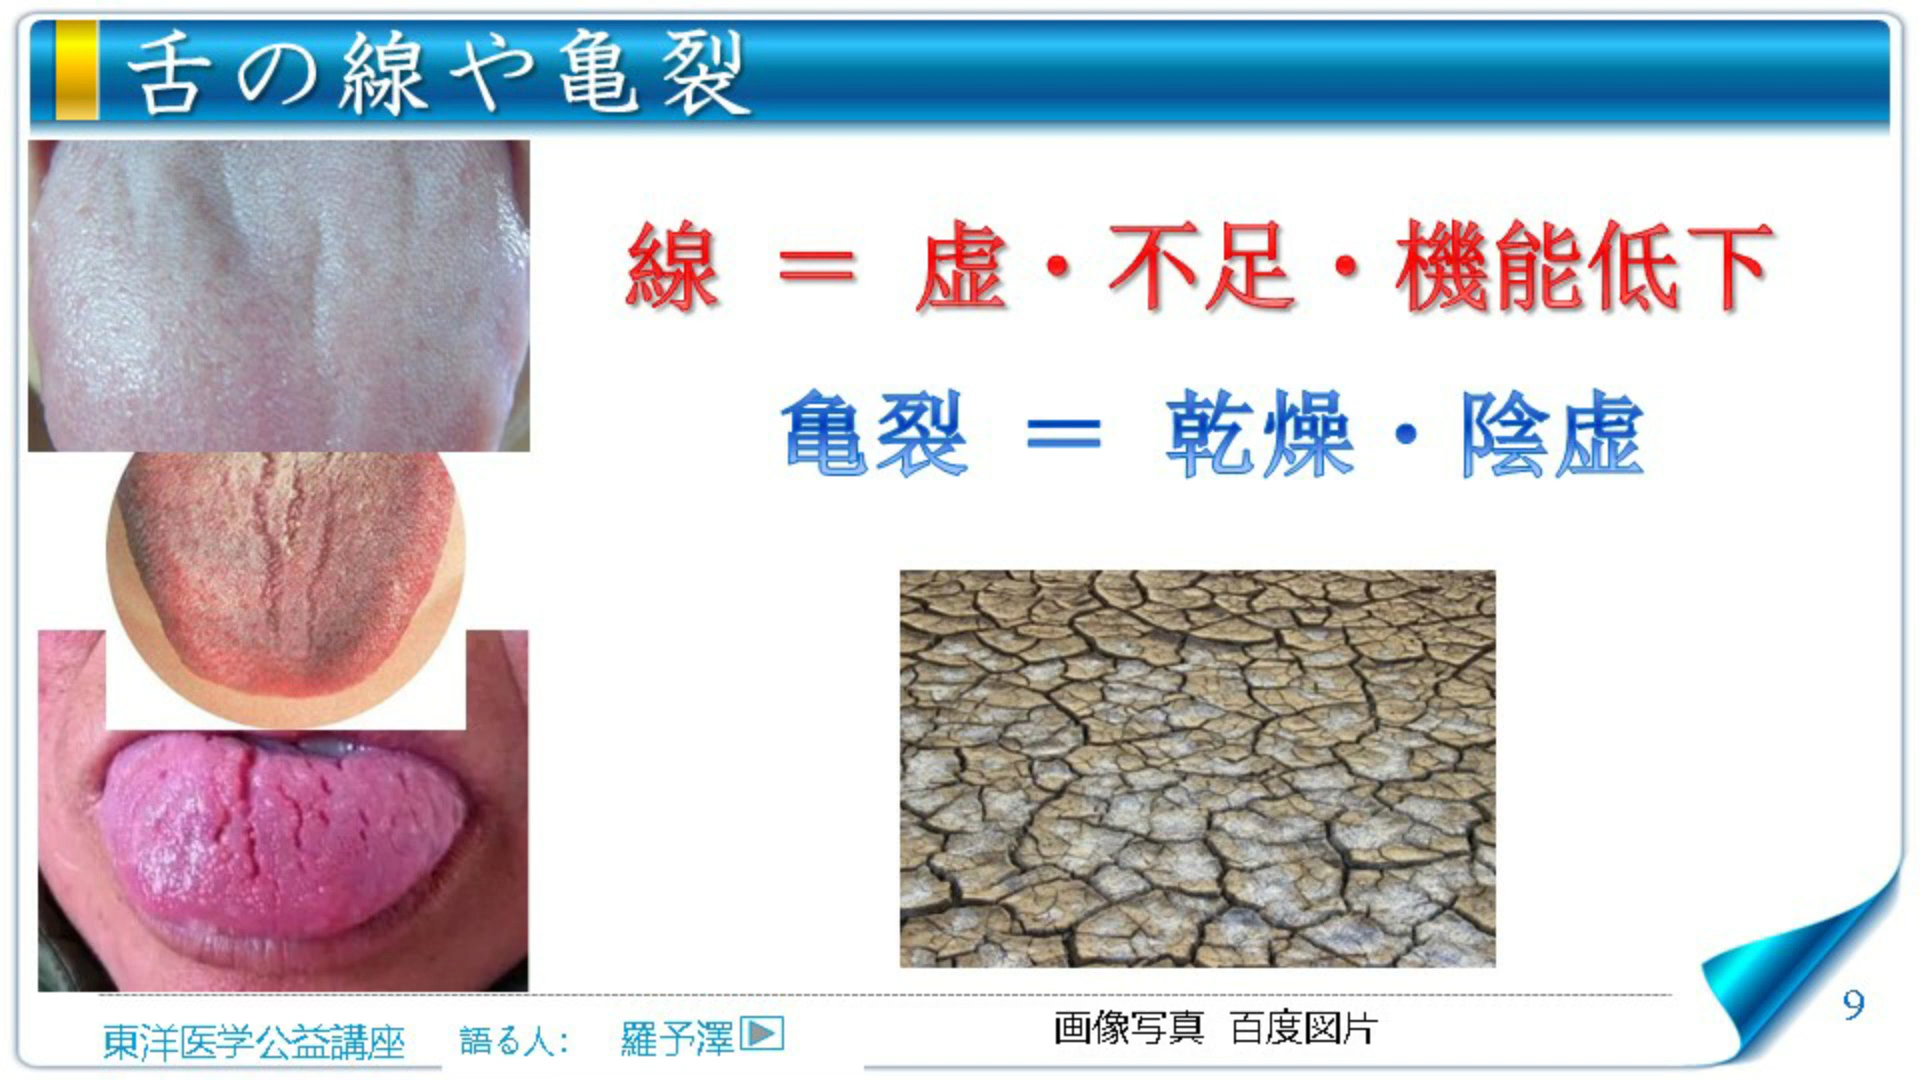 舌の線や亀裂
線 ＝ 虚・不足・機能低下
亀裂 ＝ 乾燥・陰虚
東洋医学公益講座 語る人： 羅予澤
画像写真 百度図片
9